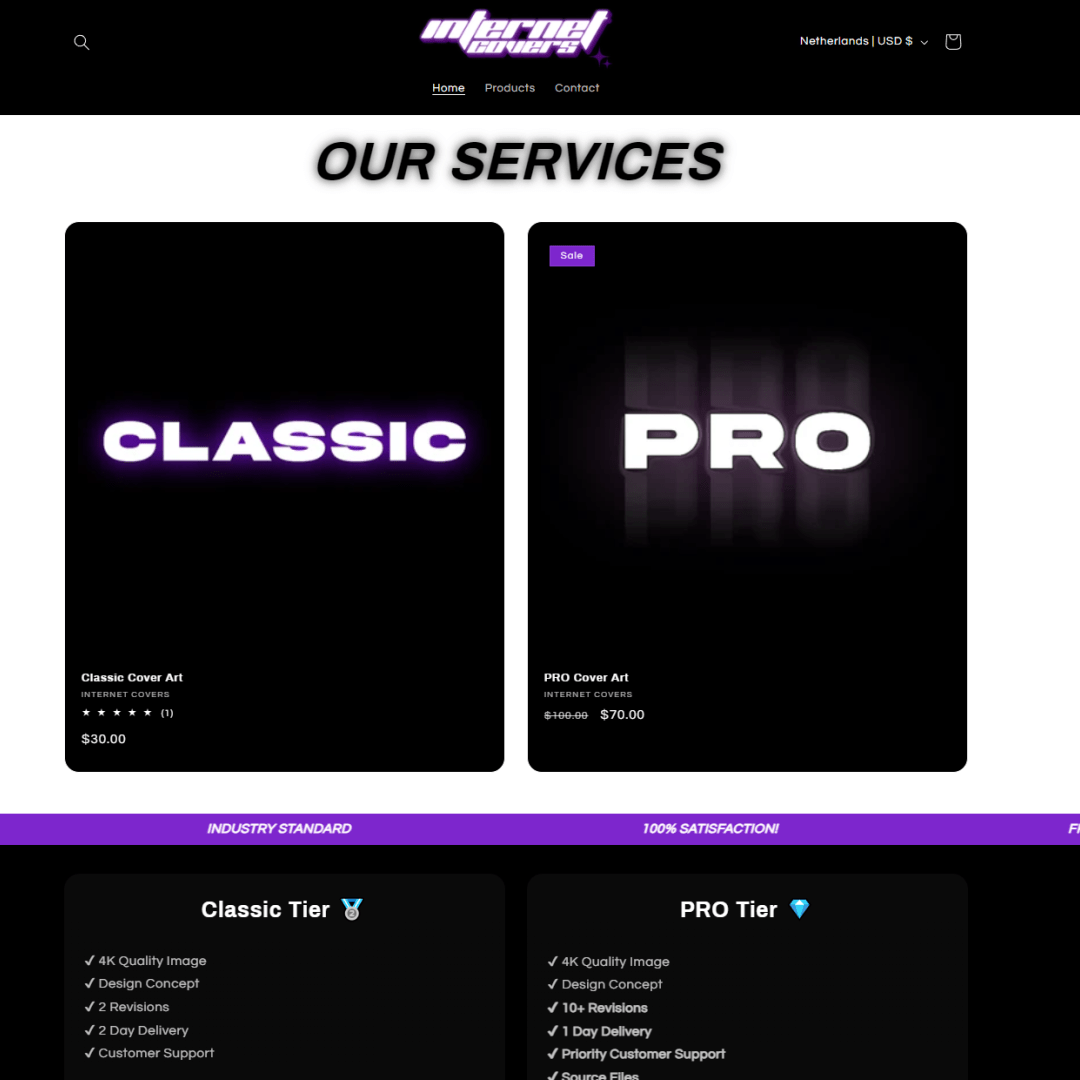 internet
covers
Netherlands | USD $
Home Products Contact
OUR SERVICES
CLASSIC
Sale
PRO
Classic Cover Art
INTERNET COVERS
★ ★ ★ ★ ★ (1)
$30.00
PRO Cover Art
INTERNET COVERS
$100.00 $70.00
INDUSTRY STANDARD 100% SATISFACTION!
Classic Tier
✓ 4K Quality Image
✓ Design Concept
✓ 2 Revisions
✓ 2 Day Delivery
✓ Customer Support
PRO Tier
✓ 4K Quality Image
✓ Design Concept
✓ 10+ Revisions
✓ 1 Day Delivery
✓ Priority Customer Support
✓ Source Files